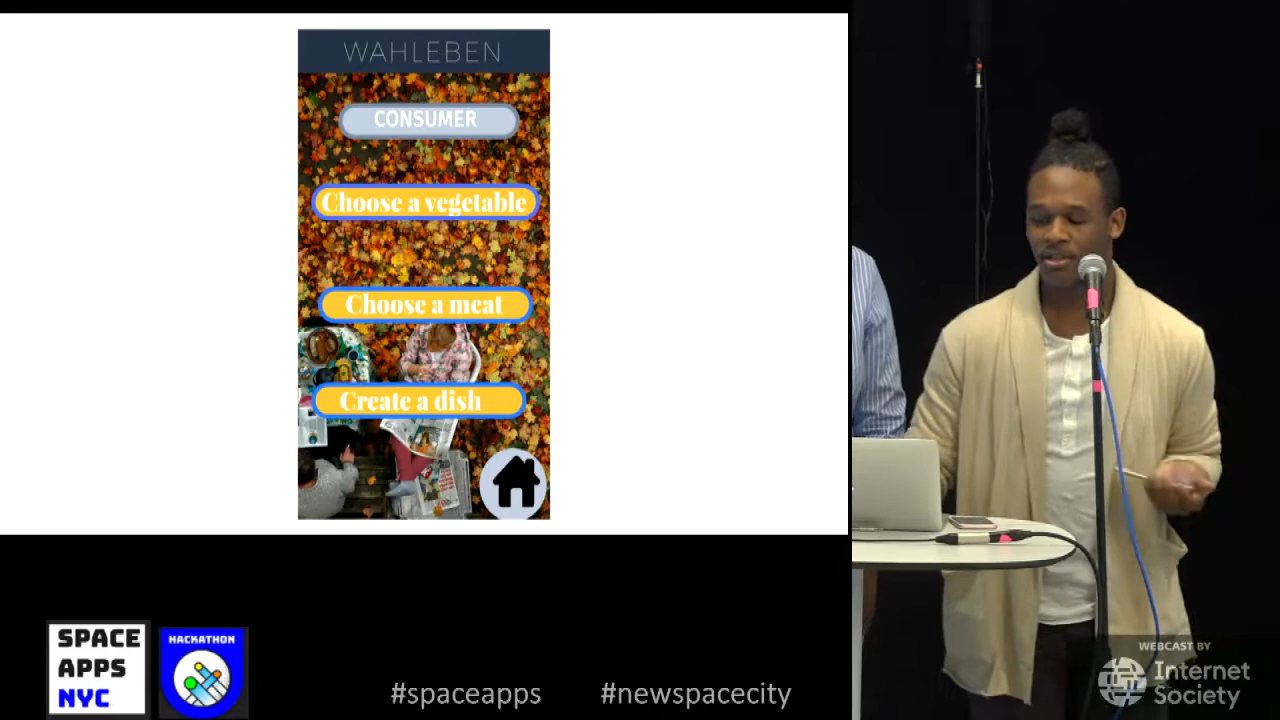 WAHLEBEN
CONSUMER
Choose a vegetable
Choose a meat
Create a dish
SPACE
APPS
NYC
HACKATHON
#spaceapps #newspacecity
WEBCAST BY
Internet
Society